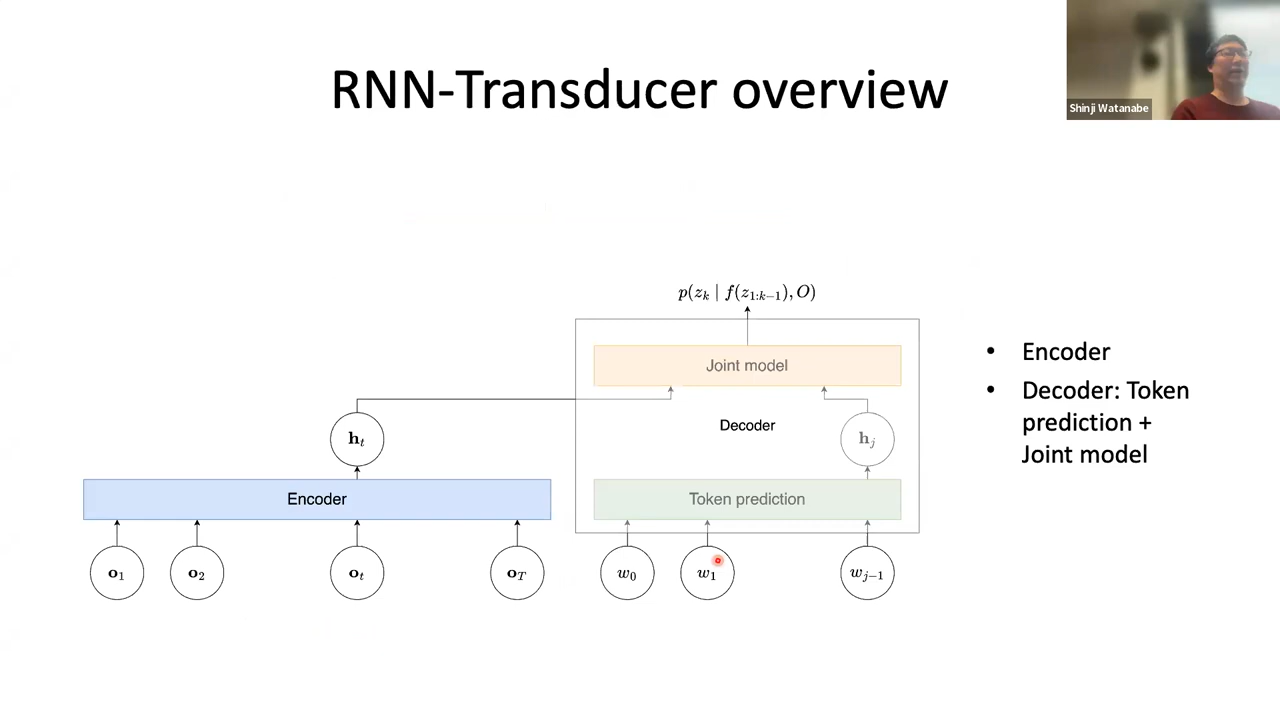 RNN-Transducer overview
Shinji Watanabe
p(z_k | f(z_{1:k−1}), O)
Joint model
Decoder
h_t
h_j
Encoder
Token prediction
o_1
o_2
o_t
o_T
w_0
w_1
w_{j−1}
• Encoder
• Decoder: Token
prediction +
Joint model